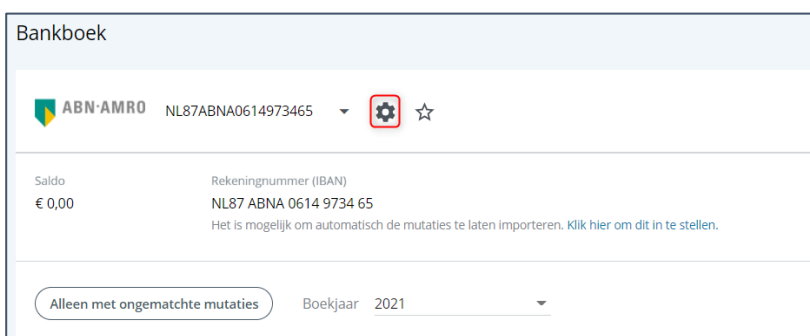 Bankboek
ABN·AMRO NL87ABNA0614973465
Saldo Rekeningnummer (IBAN)
€ 0,00 NL87 ABNA 0614 9734 65
Het is mogelijk om automatisch de mutaties te laten importeren. Klik hier om dit in te stellen.
Alleen met ongematchte mutaties Boekjaar 2021